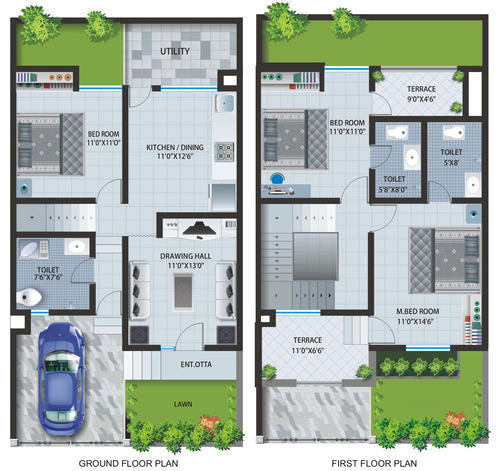 UTILITY
BED ROOM
11'0"X11'0"
KITCHEN / DINING
11'0"X12'6"
DRAWING HALL
11'0"X13'0"
TOILET
7'6"X7'6"
ENT.OTTA
LAWN
GROUND FLOOR PLAN
TERRACE
9'0"X4'6"
BED ROOM
11'0"X11'0"
TOILET
5'X8'
TOILET
5'8"X8'0"
M.BED ROOM
11'0"X14'6"
TERRACE
11'0"X6'6"
FIRST FLOOR PLAN